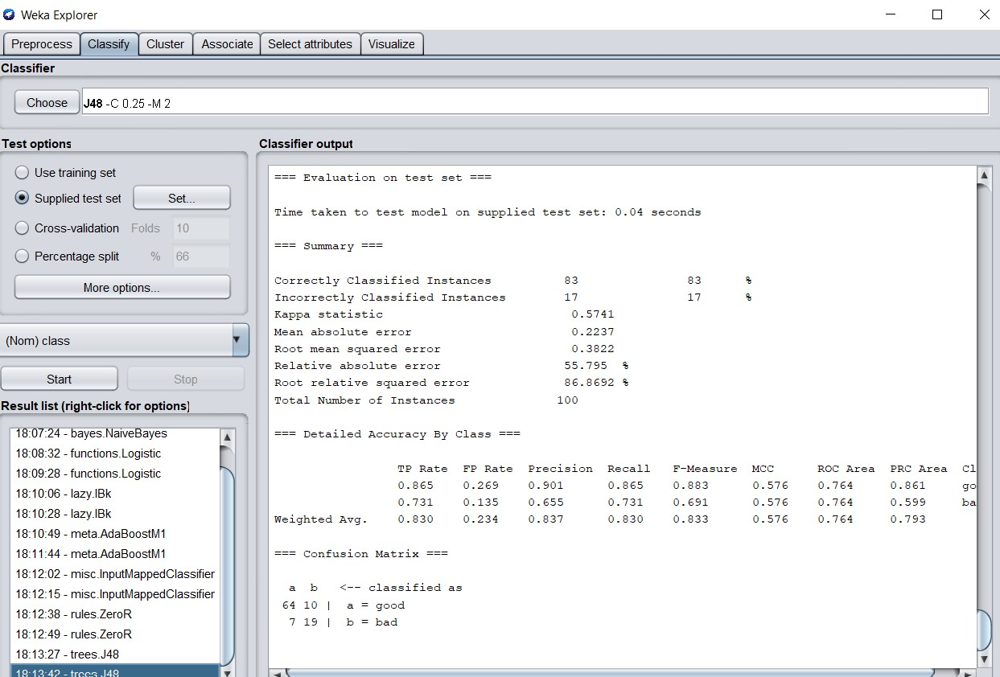 Weka Explorer
Preprocess Classify Cluster Associate Select attributes Visualize
Classifier
Choose J48 -C 0.25 -M 2
Test options
Use training set
Supplied test set Set...
Cross-validation Folds 10
Percentage split % 66
More options...
(Nom) class
Start Stop
Result list (right-click for options)
18:07:24 - bayes.NaiveBayes
18:08:32 - functions.Logistic
18:09:28 - functions.Logistic
18:10:06 - lazy.IBk
18:10:28 - lazy.IBk
18:10:49 - meta.AdaBoostM1
18:11:44 - meta.AdaBoostM1
18:12:02 - misc.InputMappedClassifier
18:12:15 - misc.InputMappedClassifier
18:12:38 - rules.ZeroR
18:12:49 - rules.ZeroR
18:13:27 - trees.J48
18:13:42 - trees.J48
Classifier output
=== Evaluation on test set ===
Time taken to test model on supplied test set: 0.04 seconds
=== Summary ===
Correctly Classified Instances 83 83 %
Incorrectly Classified Instances 17 17 %
Kappa statistic 0.5741
Mean absolute error 0.2237
Root mean squared error 0.3822
Relative absolute error 55.795 %
Root relative squared error 86.8692 %
Total Number of Instances 100
=== Detailed Accuracy By Class ===
TP Rate FP Rate Precision Recall F-Measure MCC ROC Area PRC Area Cl
0.865 0.269 0.901 0.865 0.883 0.576 0.764 0.861 go
0.731 0.135 0.655 0.731 0.691 0.576 0.764 0.599 ba
Weighted Avg. 0.830 0.234 0.837 0.830 0.833 0.576 0.764 0.793
=== Confusion Matrix ===
a b <-- classified as
64 10 | a = good
7 19 | b = bad